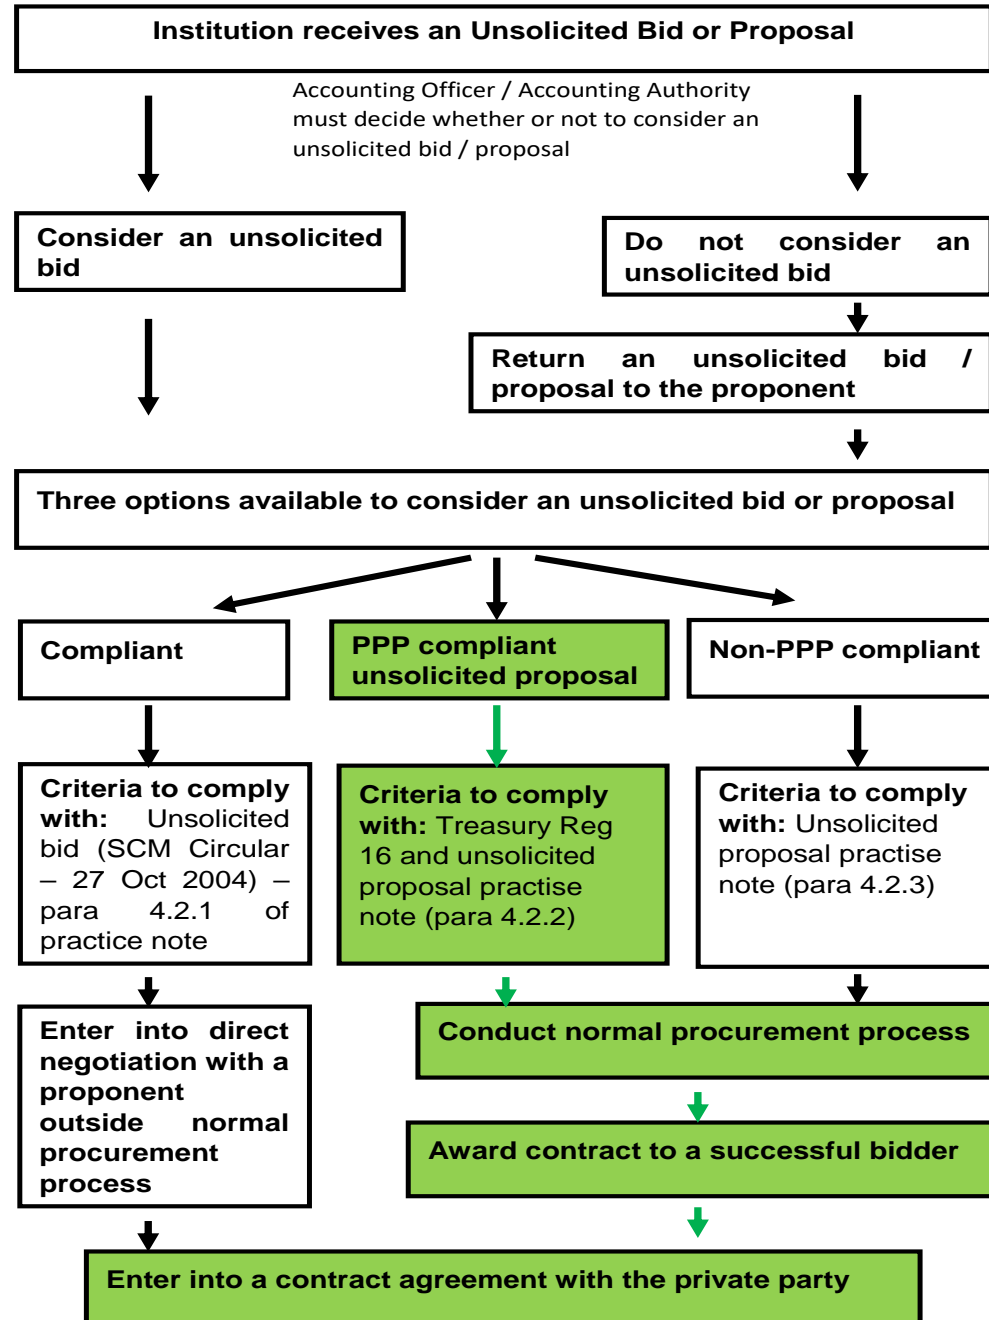 Institution receives an Unsolicited Bid or Proposal
Accounting Officer / Accounting Authority
must decide whether or not to consider an
unsolicited bid / proposal
Consider an unsolicited
bid
Do not consider an
unsolicited bid
Return an unsolicited bid /
proposal to the proponent
Three options available to consider an unsolicited bid or proposal
Compliant
PPP compliant
unsolicited proposal
Non-PPP compliant
Criteria to comply
with: Unsolicited
bid (SCM Circular
– 27 Oct 2004) –
para 4.2.1 of
practice note
Criteria to comply
with: Treasury Reg
16 and unsolicited
proposal practise
note (para 4.2.2)
Criteria to comply
with: Unsolicited
proposal practise
note (para 4.2.3)
Enter into direct
negotiation with a
proponent
outside normal
procurement
process
Conduct normal procurement process
Award contract to a successful bidder
Enter into a contract agreement with the private party